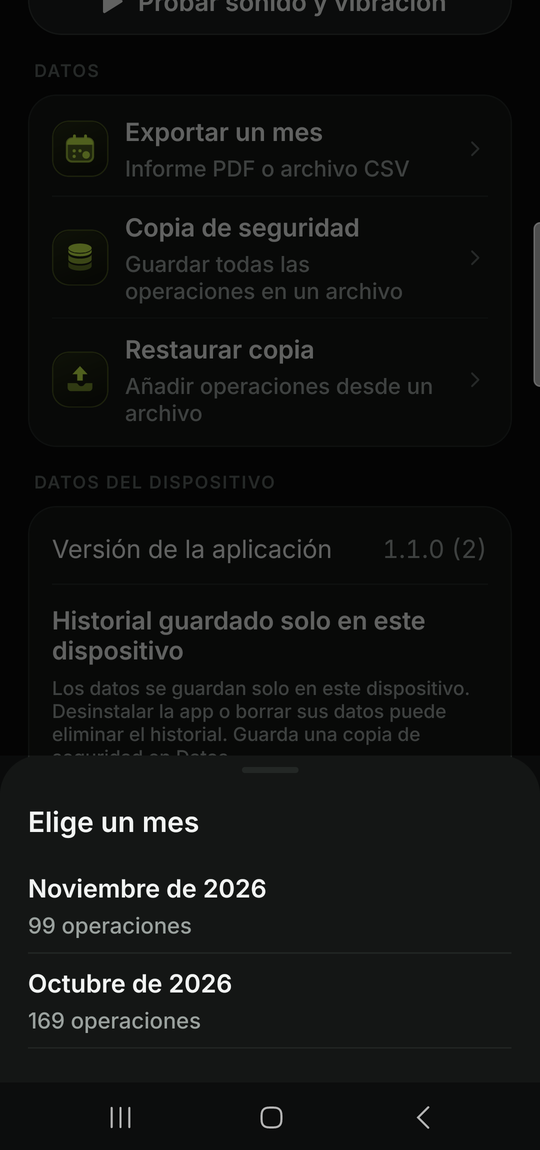 Probar sonido y vibración
DATOS
Exportar un mes
Informe PDF o archivo CSV
Copia de seguridad
Guardar todas las
operaciones en un archivo
Restaurar copia
Añadir operaciones desde un
archivo
DATOS DEL DISPOSITIVO
Versión de la aplicación 1.1.0 (2)
Historial guardado solo en este
dispositivo
Los datos se guardan solo en este dispositivo.
Desinstalar la app o borrar sus datos puede
eliminar el historial. Guarda una copia de
seguridad en Datos.
Elige un mes
Noviembre de 2026
99 operaciones
Octubre de 2026
169 operaciones